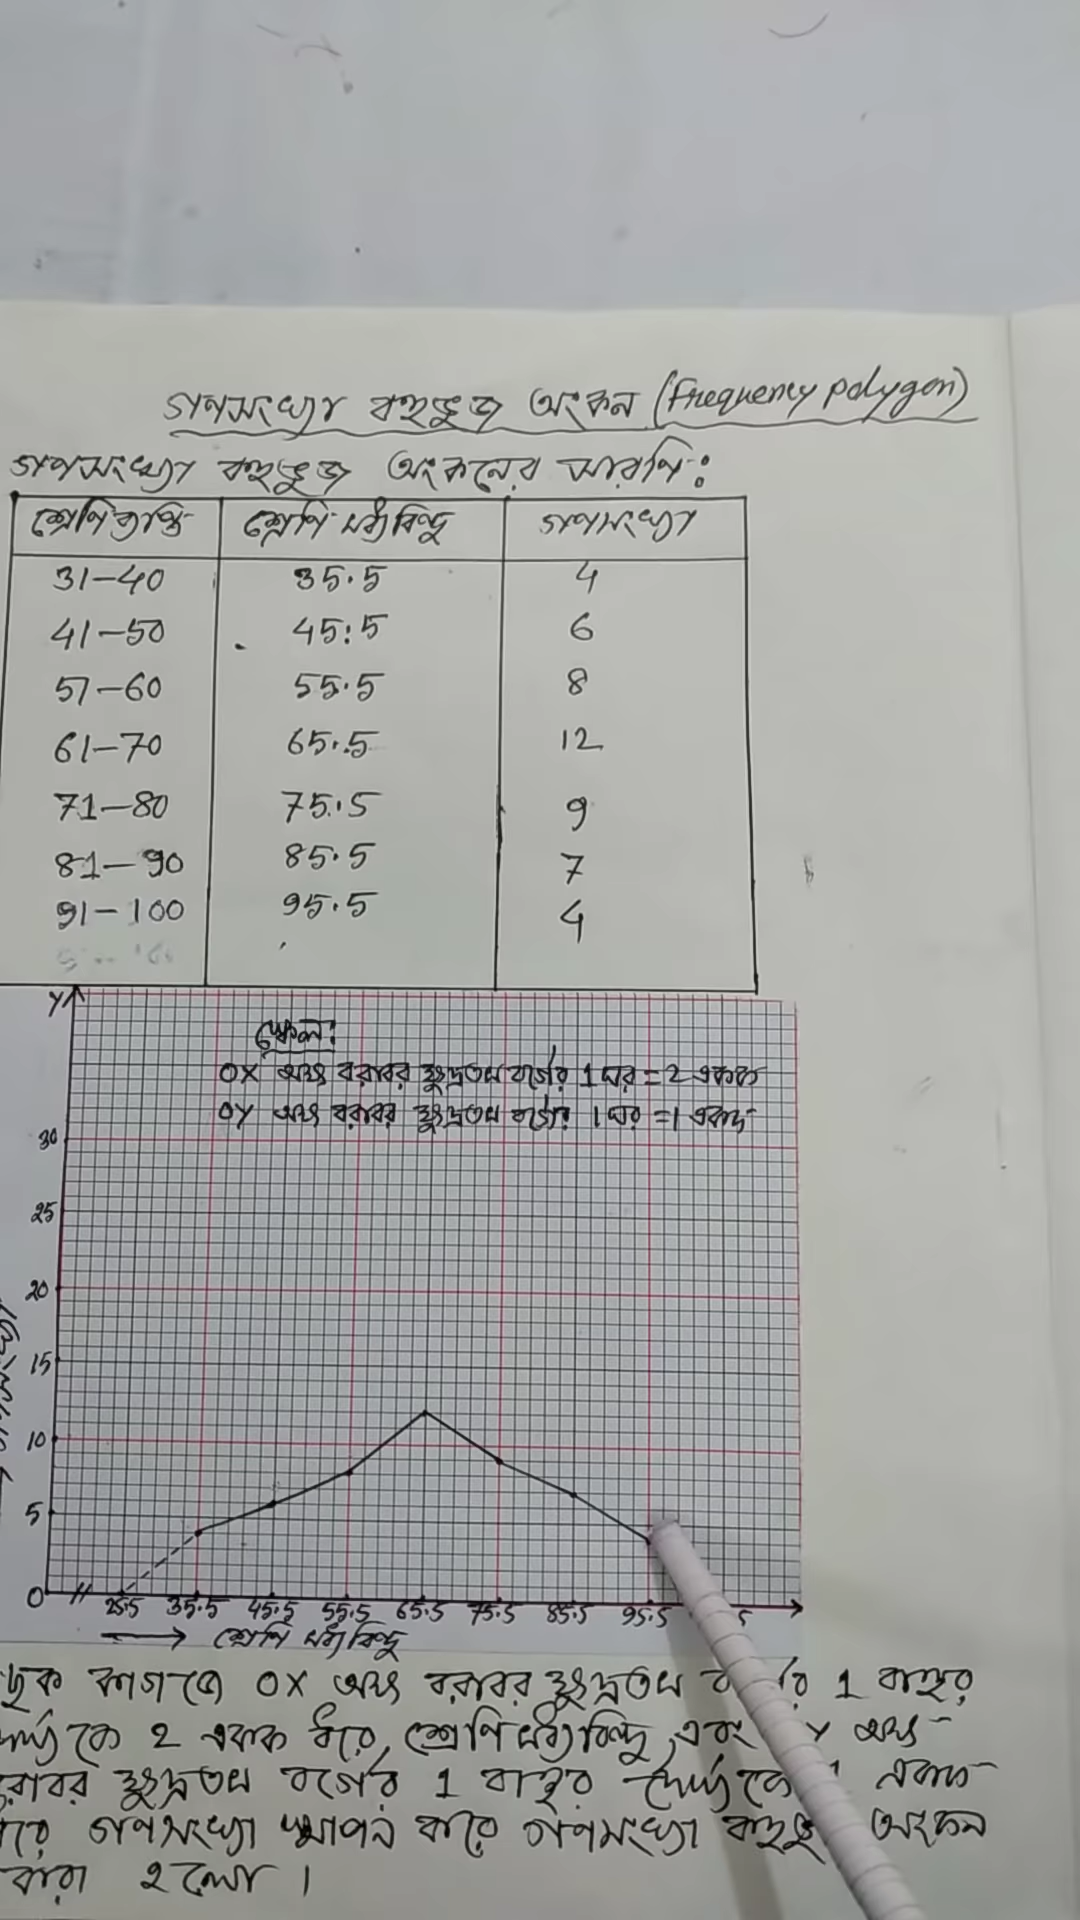 গণসংখ্যা বহুভুজ অংকন (Frequency polygon)
গণসংখ্যা বহুভুজ অংকনের সারণি:
শ্রেণিব্যাপ্তি শ্রেণি মধ্যবিন্দু গণসংখ্যা
31-40 35.5 4
41-50 45.5 6
51-60 55.5 8
61-70 65.5 12
71-80 75.5 9
81-90 85.5 7
91-100 95.5 4
Y
স্কেল:
OX অক্ষ বরাবর ক্ষুদ্রতম বর্গের 1 ঘর = 2 একক
OY অক্ষ বরাবর ক্ষুদ্রতম বর্গের 1 ঘর = 1 একক
30
25
20
15
10
5
0
25.5 35.5 45.5 55.5 65.5 75.5 85.5 95.5
শ্রেণি মধ্যবিন্দু
ছক কাগজে OX অক্ষ বরাবর ক্ষুদ্রতম 1 বাহুর
কে 2 একক ধরে শ্রেণি মধ্যবিন্দু এবং Y অক্ষ
বরাবর ক্ষুদ্রতম বর্গের 1 বাহুর দৈর্ঘ্যকে 1 একক
ধরে গণসংখ্যা স্থাপন করে গণসংখ্যা অংকন
করা হলো।